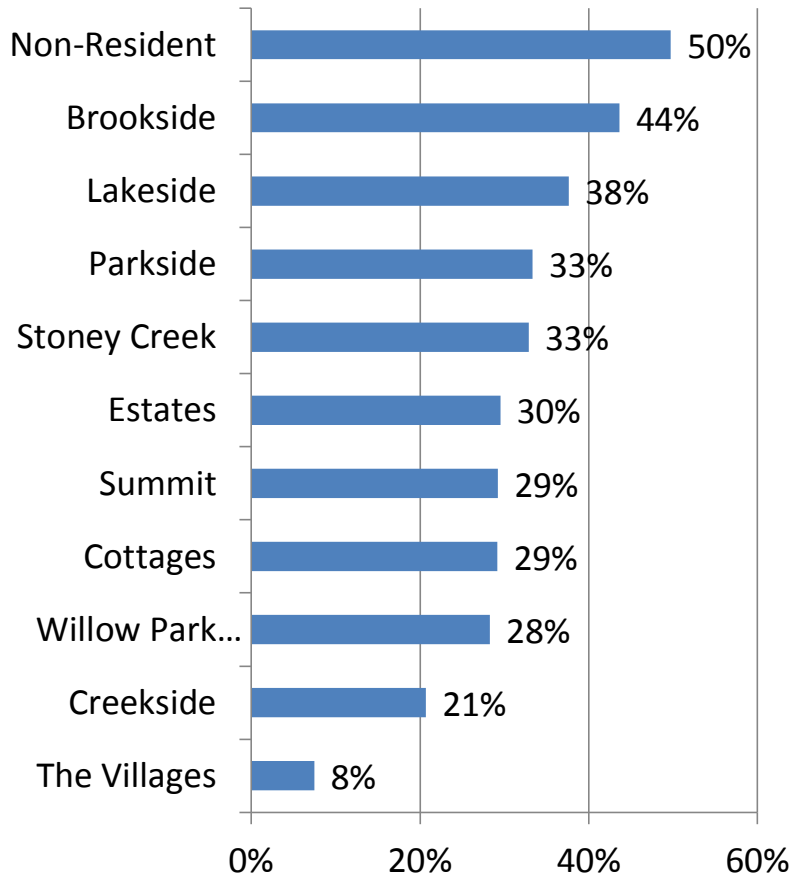 Non-Resident 50%
Brookside 44%
Lakeside 38%
Parkside 33%
Stoney Creek 33%
Estates 30%
Summit 29%
Cottages 29%
Willow Park... 28%
Creekside 21%
The Villages 8%
0% 20% 40% 60%